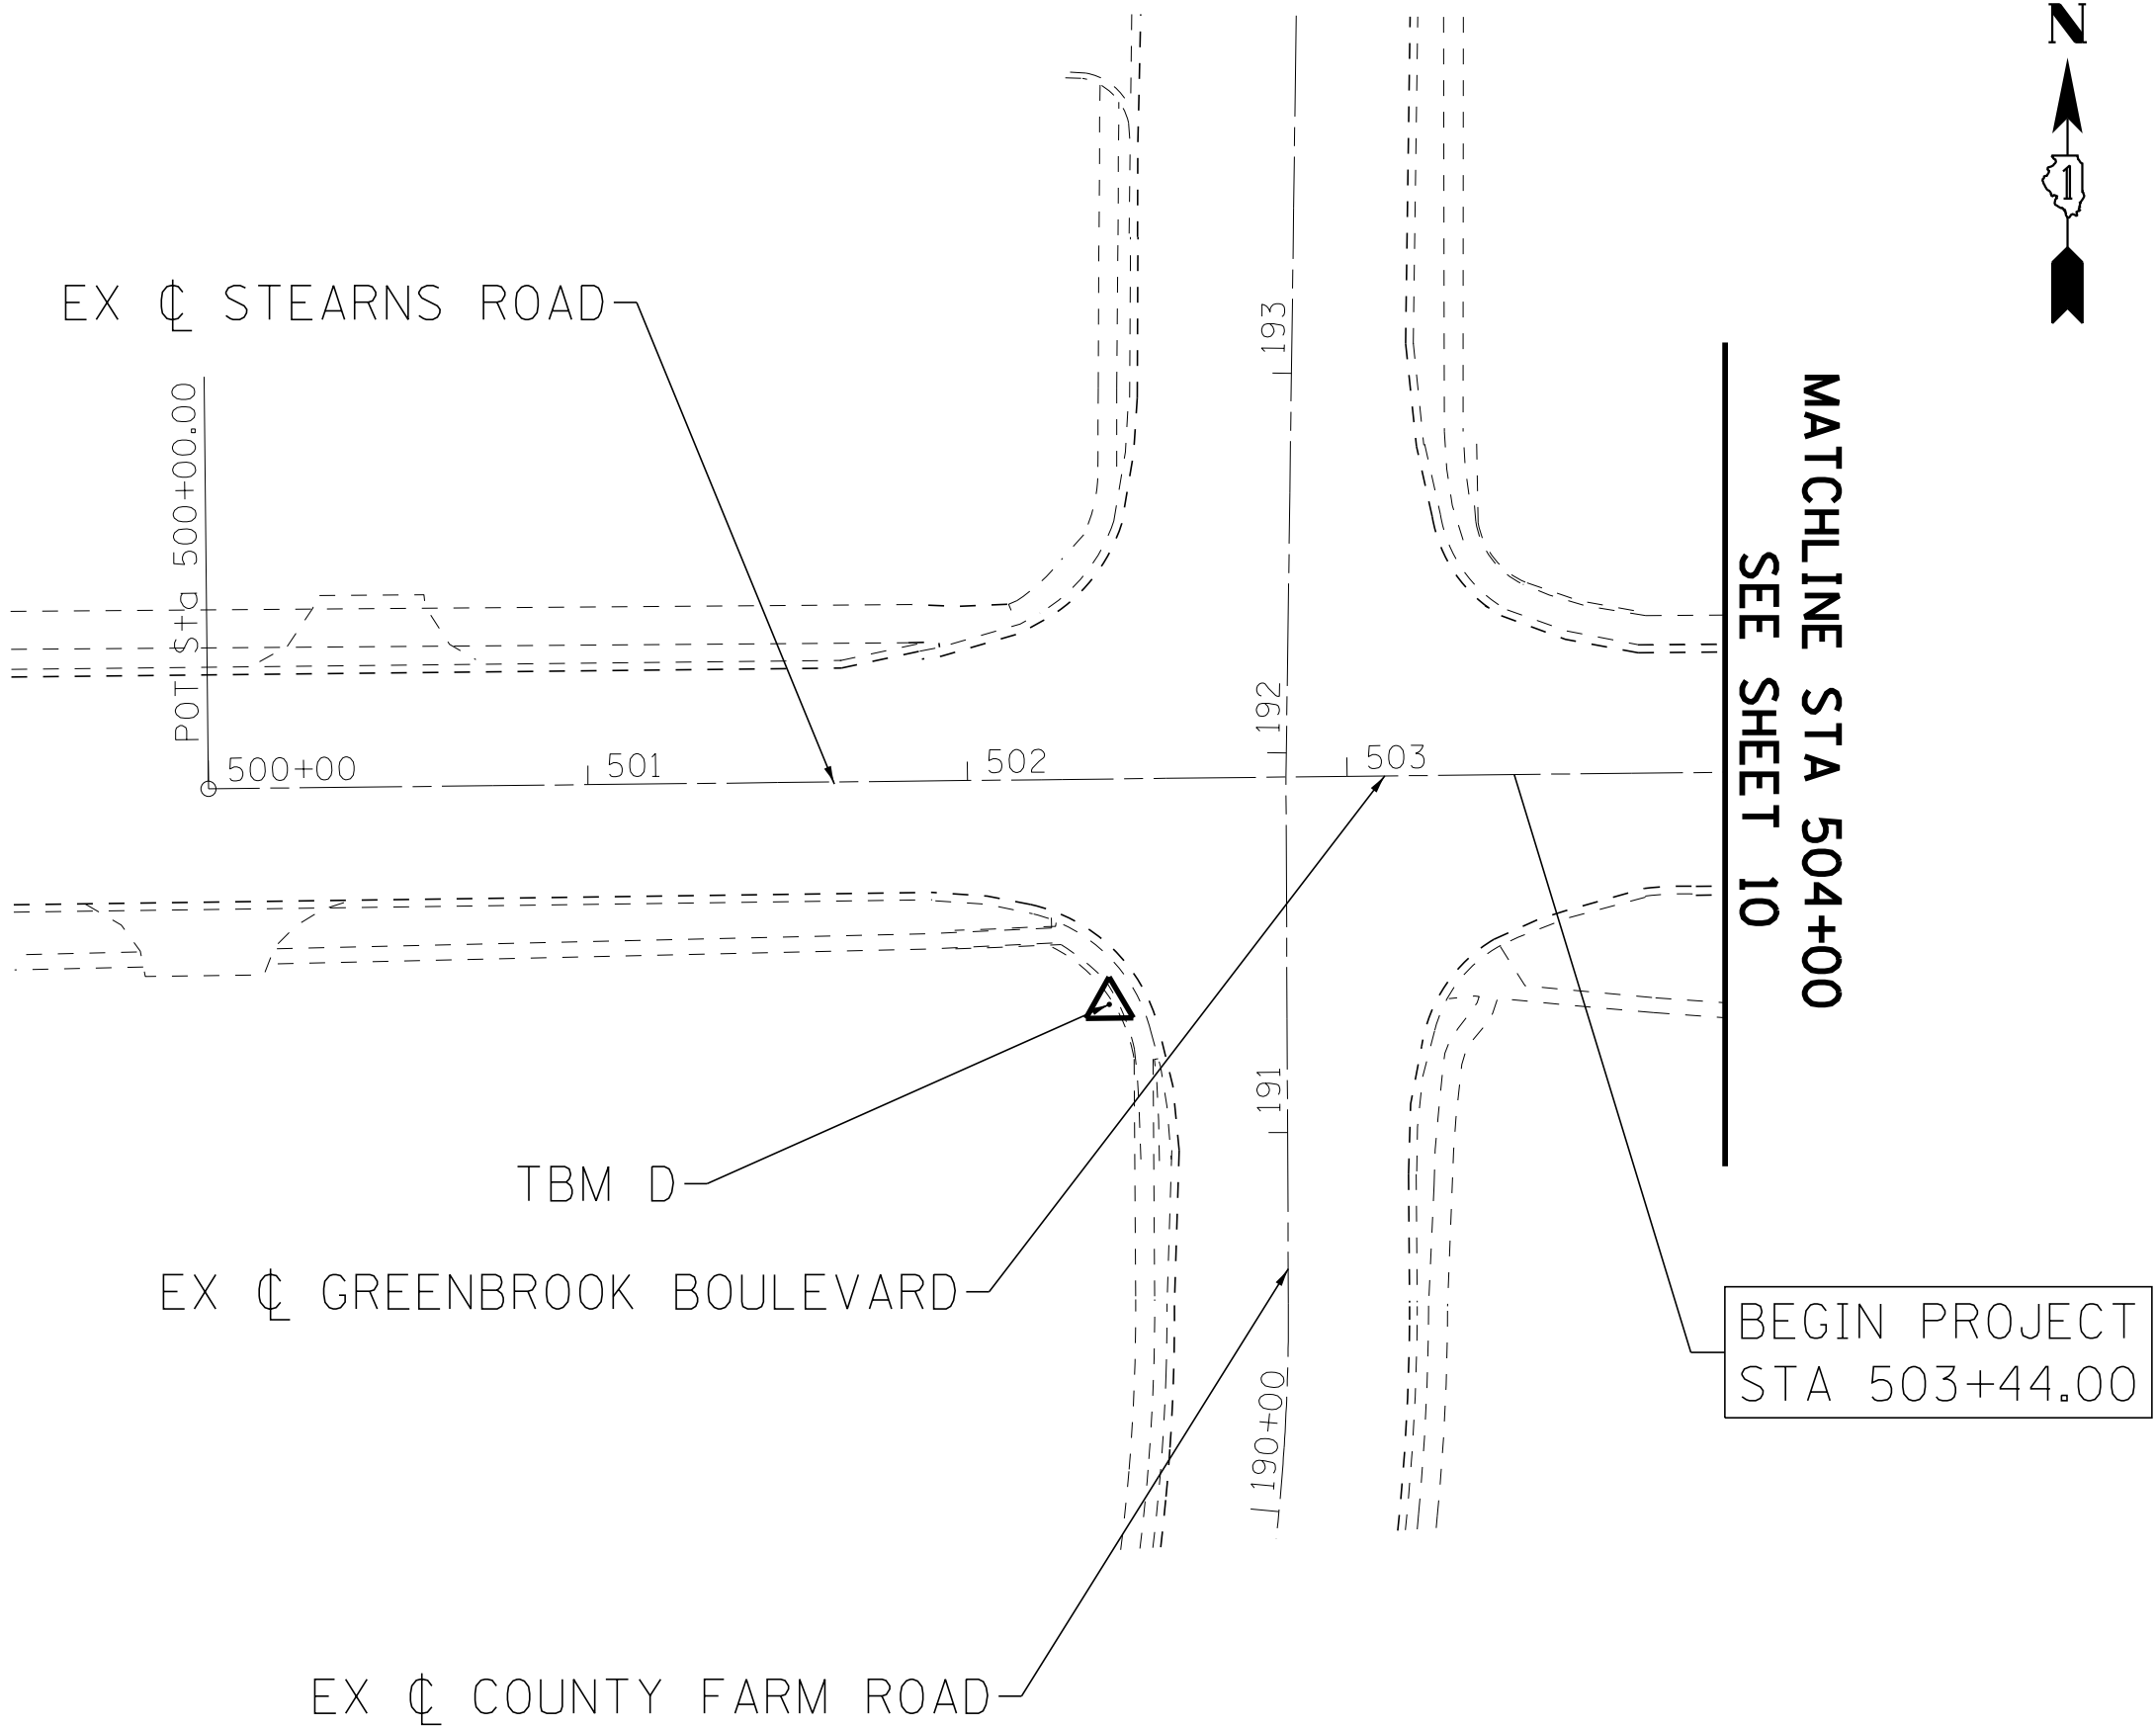 N
1
EX ℄ STEARNS ROAD
193
POT Sta 500+00.00
MATCHLINE STA 504+00
SEE SHEET 10
192
500+00
501
502
503
191
TBM D
EX ℄ GREENBROOK BOULEVARD
BEGIN PROJECT
STA 503+44.00
190+00
EX ℄ COUNTY FARM ROAD